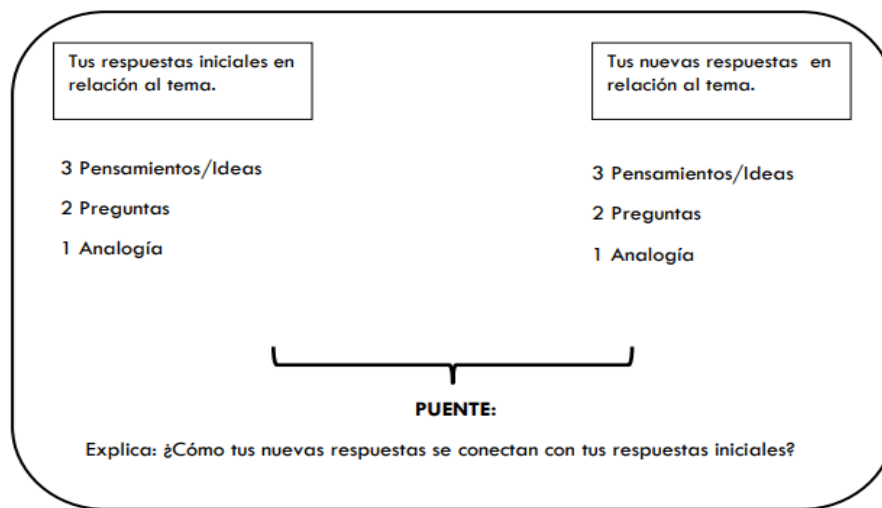 Tus respuestas iniciales en
relación al tema.
3 Pensamientos/Ideas
2 Preguntas
1 Analogía
Tus nuevas respuestas en
relación al tema.
3 Pensamientos/Ideas
2 Preguntas
1 Analogía
PUENTE:
Explica: ¿Cómo tus nuevas respuestas se conectan con tus respuestas iniciales?